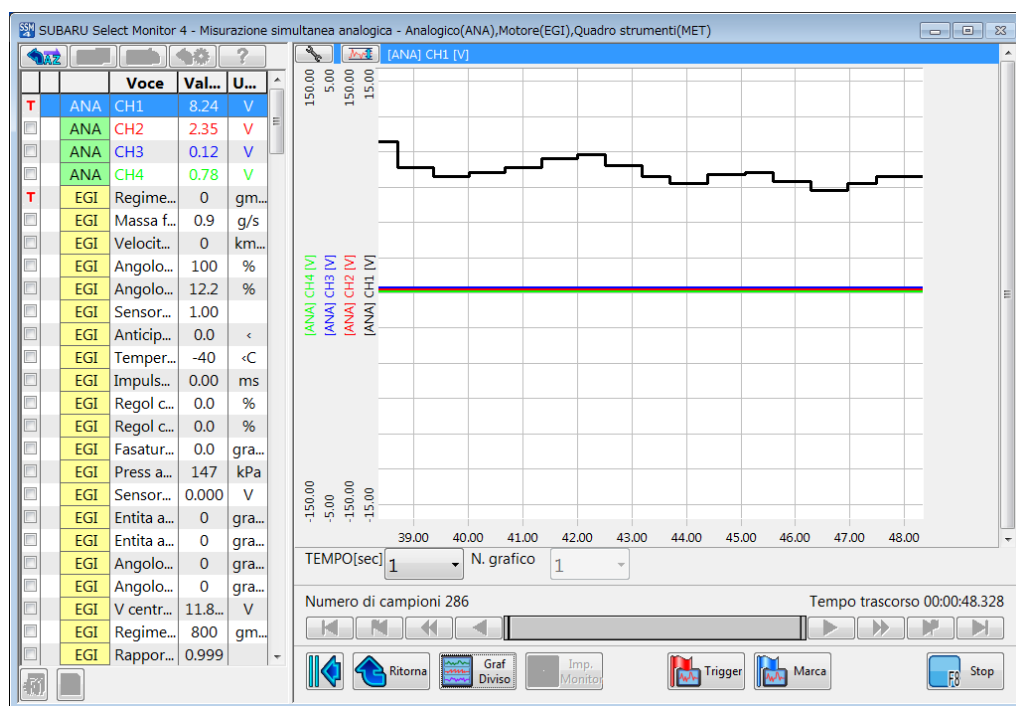 SUBARU Select Monitor 4 - Misurazione simultanea analogica - Analogico(ANA),Motore(EGI),Quadro strumenti(MET)
AZ ?
Voce Val... U...
T ANA CH1 8.24 V
ANA CH2 2.35 V
ANA CH3 0.12 V
ANA CH4 0.78 V
T EGI Regime... 0 gm...
EGI Massa f... 0.9 g/s
EGI Velocit... 0 km...
EGI Angolo... 100 %
EGI Angolo... 12.2 %
EGI Sensor... 1.00
EGI Anticip... 0.0 ‹
EGI Temper... -40 ‹C
EGI Impuls... 0.00 ms
EGI Regol c... 0.0 %
EGI Regol c... 0.0 %
EGI Fasatur... 0.0 gra...
EGI Press a... 147 kPa
EGI Sensor... 0.000 V
EGI Entita a... 0 gra...
EGI Entita a... 0 gra...
EGI Angolo... 0 gra...
EGI Angolo... 0 gra...
EGI V centr... 11.8... V
EGI Regime... 800 gm...
EGI Rappor... 0.999
[ANA] CH1 [V]
150.00
5.00
150.00
15.00
[ANA] CH4 [V]
[ANA] CH3 [V]
[ANA] CH2 [V]
[ANA] CH1 [V]
-150.00
-5.00
-150.00
-15.00
39.00 40.00 41.00 42.00 43.00 44.00 45.00 46.00 47.00 48.00
TEMPO[sec] 1 N. grafico 1
Numero di campioni 286 Tempo trascorso 00:00:48.328
Ritorna Graf Diviso Imp. Monitor Trigger Marca F8 Stop